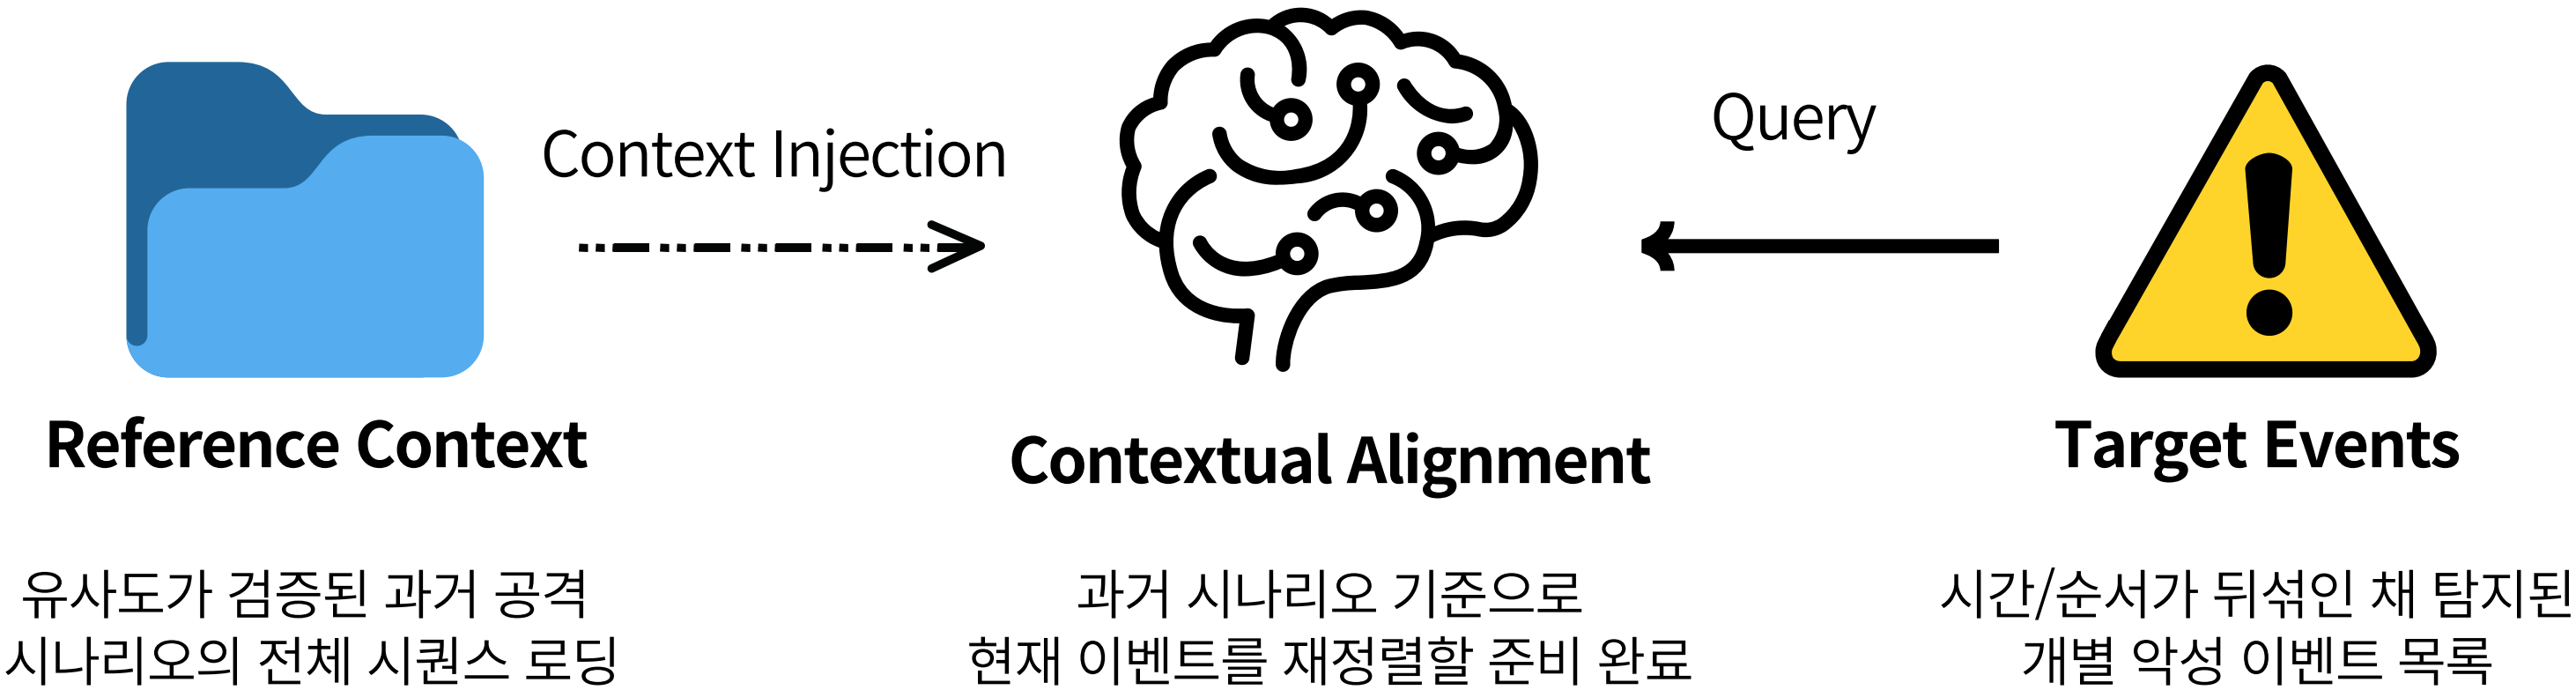 Context Injection
Query
Reference Context
Contextual Alignment
Target Events
유사도가 검증된 과거 공격
시나리오의 전체 시퀀스 로딩
과거 시나리오 기준으로
현재 이벤트를 재정렬할 준비 완료
시간/순서가 뒤섞인 채 탐지된
개별 악성 이벤트 목록